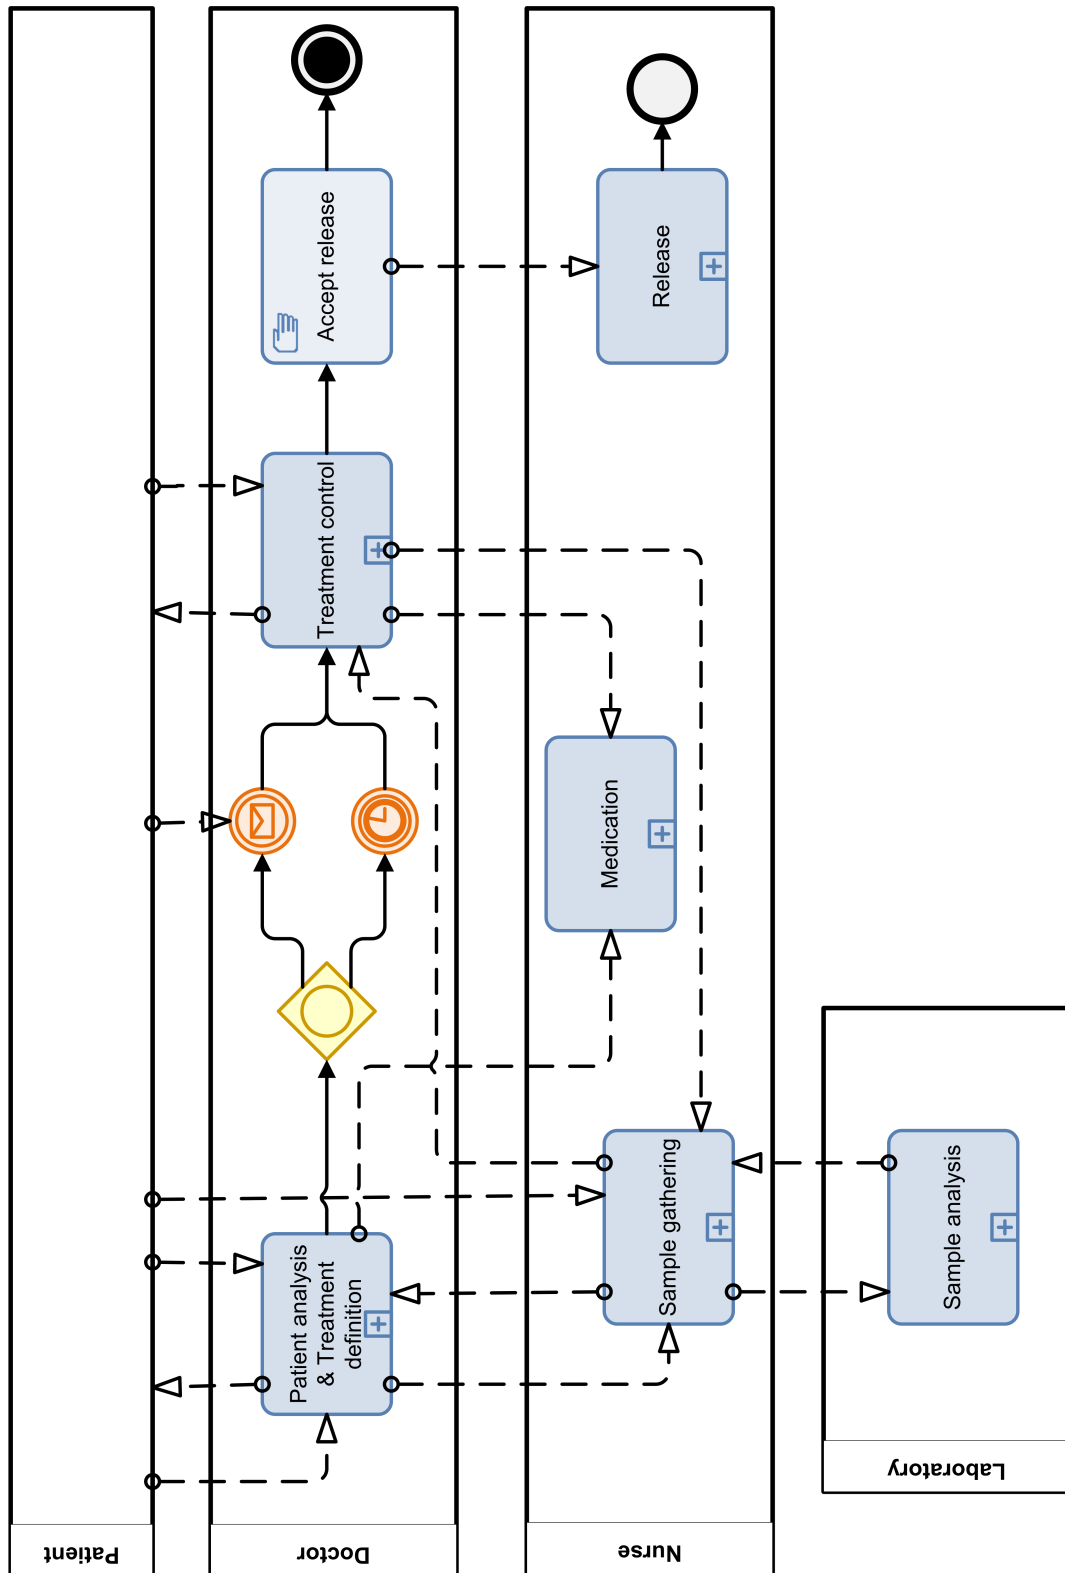 Patient
Doctor
Patient analysis
& Treatment
definition
Treatment control
Accept release
Nurse
Sample gathering
Medication
Release
Laboratory
Sample analysis